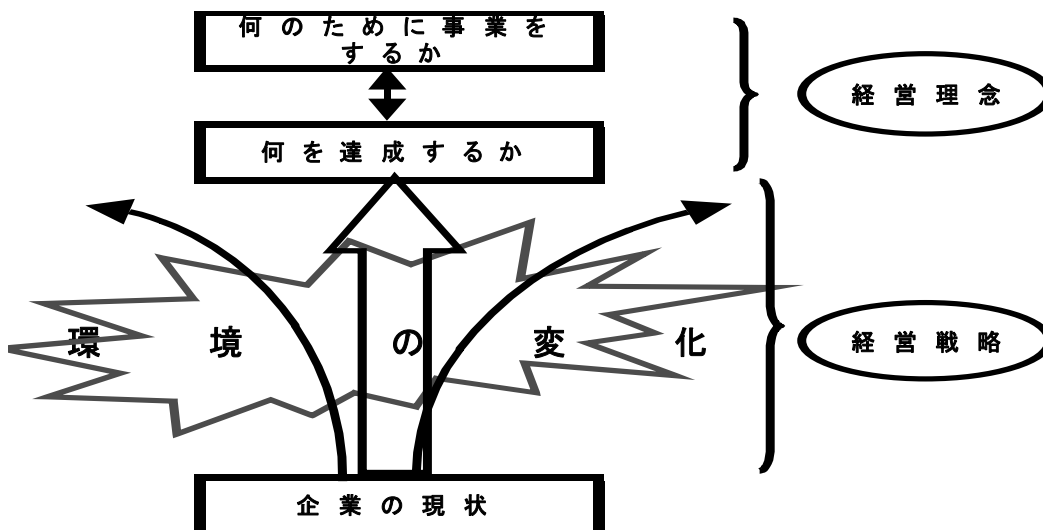 何のために事業を
するか
経営理念
何を達成するか
環境の変化
経営戦略
企業の現状